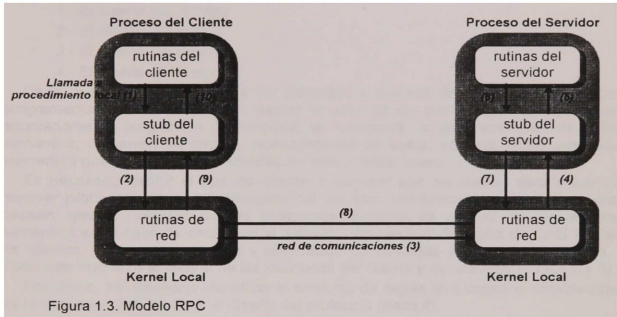 Proceso del Cliente
Proceso del Servidor
rutinas del
cliente
rutinas del
servidor
Llamada a
procedimiento local (1)
(10)
(6)
(5)
stub del
cliente
stub del
servidor
(2)
(9)
(7)
(4)
rutinas de
red
(8)
red de comunicaciones (3)
rutinas de
red
Kernel Local
Kernel Local
Figura 1.3. Modelo RPC